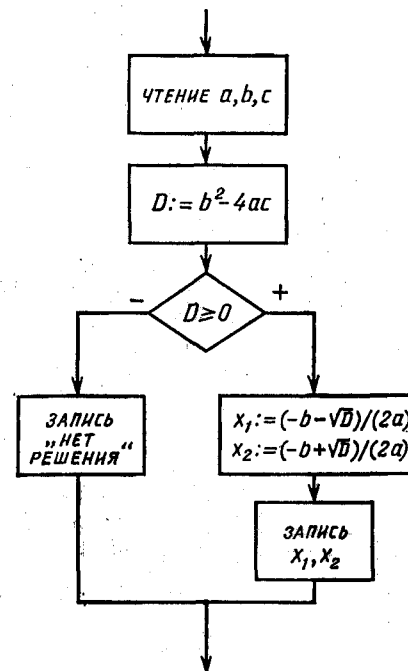 ЧТЕНИЕ a,b,c
D:= b²-4ac
D≥0
-
+
ЗАПИСЬ
„НЕТ
РЕШЕНИЯ“
x₁:=(-b-√D)/(2a)
x₂:=(-b+√D)/(2a)
ЗАПИСЬ
x₁,x₂